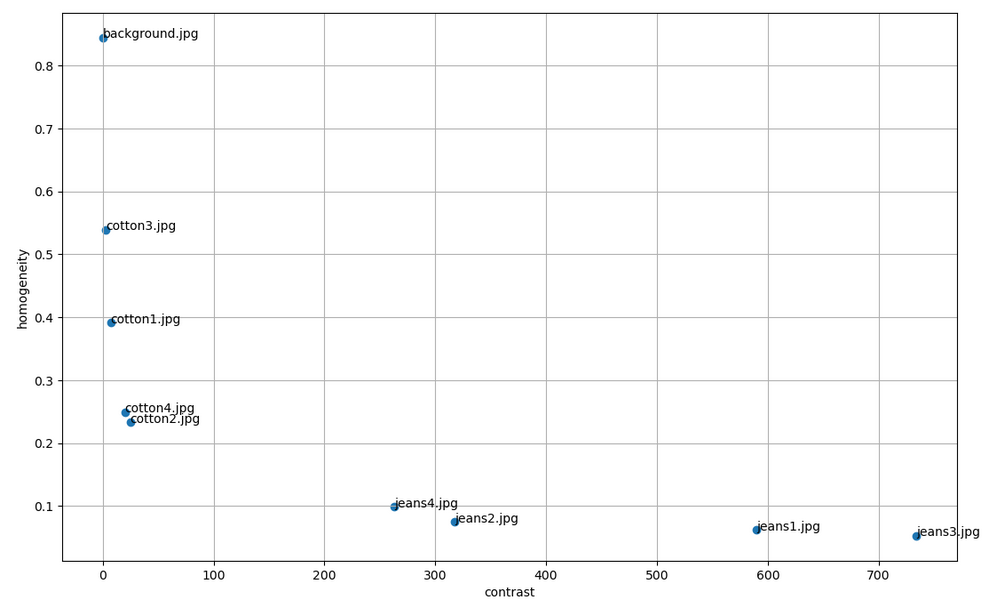 background.jpg
0.8
0.7
0.6
cotton3.jpg
0.5
homogeneity
0.4
cotton1.jpg
0.3
cotton4.jpg
cotton2.jpg
0.2
0.1
jeans4.jpg
jeans2.jpg
jeans1.jpg
jeans3.jpg
0 100 200 300 400 500 600 700
contrast